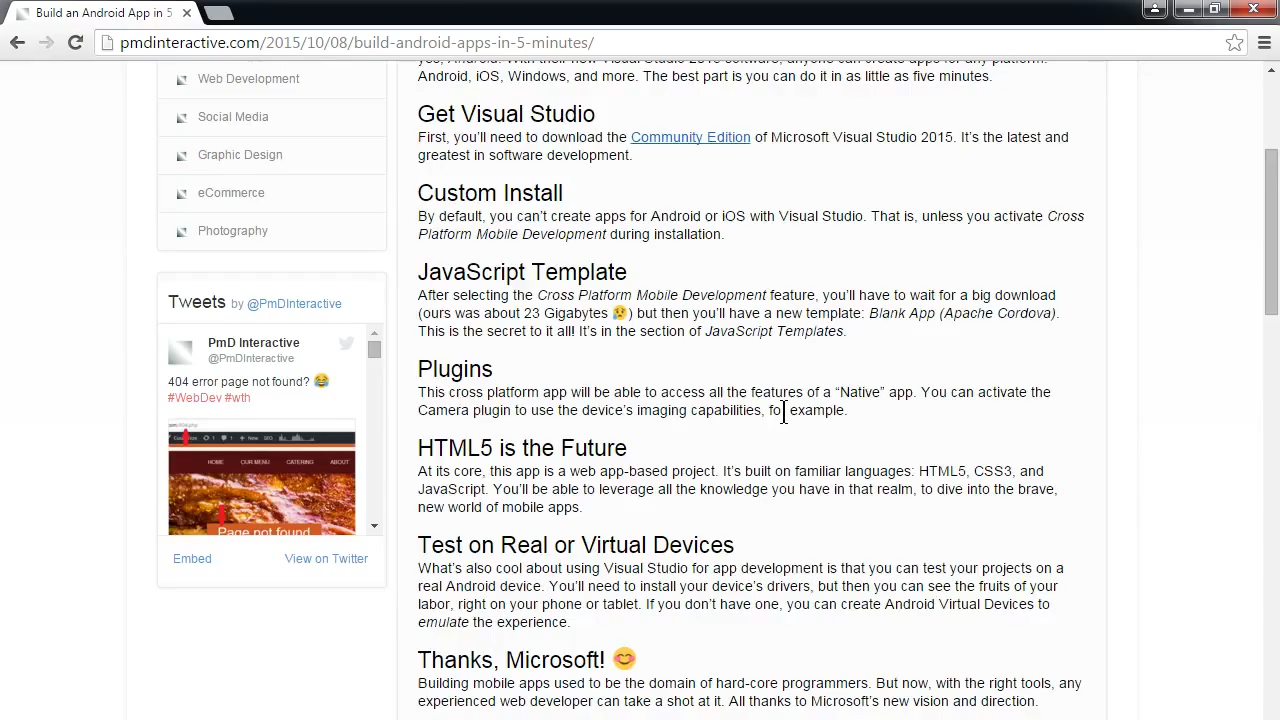 Build an Android App in 5
pmdinteractive.com/2015/10/08/build-android-apps-in-5-minutes/
Web Development
Social Media
Graphic Design
eCommerce
Photography
Tweets by @PmDInteractive
PmD Interactive
@PmDInteractive
404 error page not found? 😂
#WebDev #wth
HOME OUR MENU CATERING ABOUT
Page not found
Embed View on Twitter
Android, iOS, Windows, and more. The best part is you can do it in as little as five minutes.
Get Visual Studio
First, you’ll need to download the Community Edition of Microsoft Visual Studio 2015. It’s the latest and
greatest in software development.
Custom Install
By default, you can’t create apps for Android or iOS with Visual Studio. That is, unless you activate Cross
Platform Mobile Development during installation.
JavaScript Template
After selecting the Cross Platform Mobile Development feature, you’ll have to wait for a big download
(ours was about 23 Gigabytes 😢) but then you’ll have a new template: Blank App (Apache Cordova).
This is the secret to it all! It’s in the section of JavaScript Templates.
Plugins
This cross platform app will be able to access all the features of a “Native” app. You can activate the
Camera plugin to use the device’s imaging capabilities, for example.
HTML5 is the Future
At its core, this app is a web app-based project. It’s built on familiar languages: HTML5, CSS3, and
JavaScript. You’ll be able to leverage all the knowledge you have in that realm, to dive into the brave,
new world of mobile apps.
Test on Real or Virtual Devices
What’s also cool about using Visual Studio for app development is that you can test your projects on a
real Android device. You’ll need to install your device’s drivers, but then you can see the fruits of your
labor, right on your phone or tablet. If you don’t have one, you can create Android Virtual Devices to
emulate the experience.
Thanks, Microsoft! 😊
Building mobile apps used to be the domain of hard-core programmers. But now, with the right tools, any
experienced web developer can take a shot at it. All thanks to Microsoft’s new vision and direction.